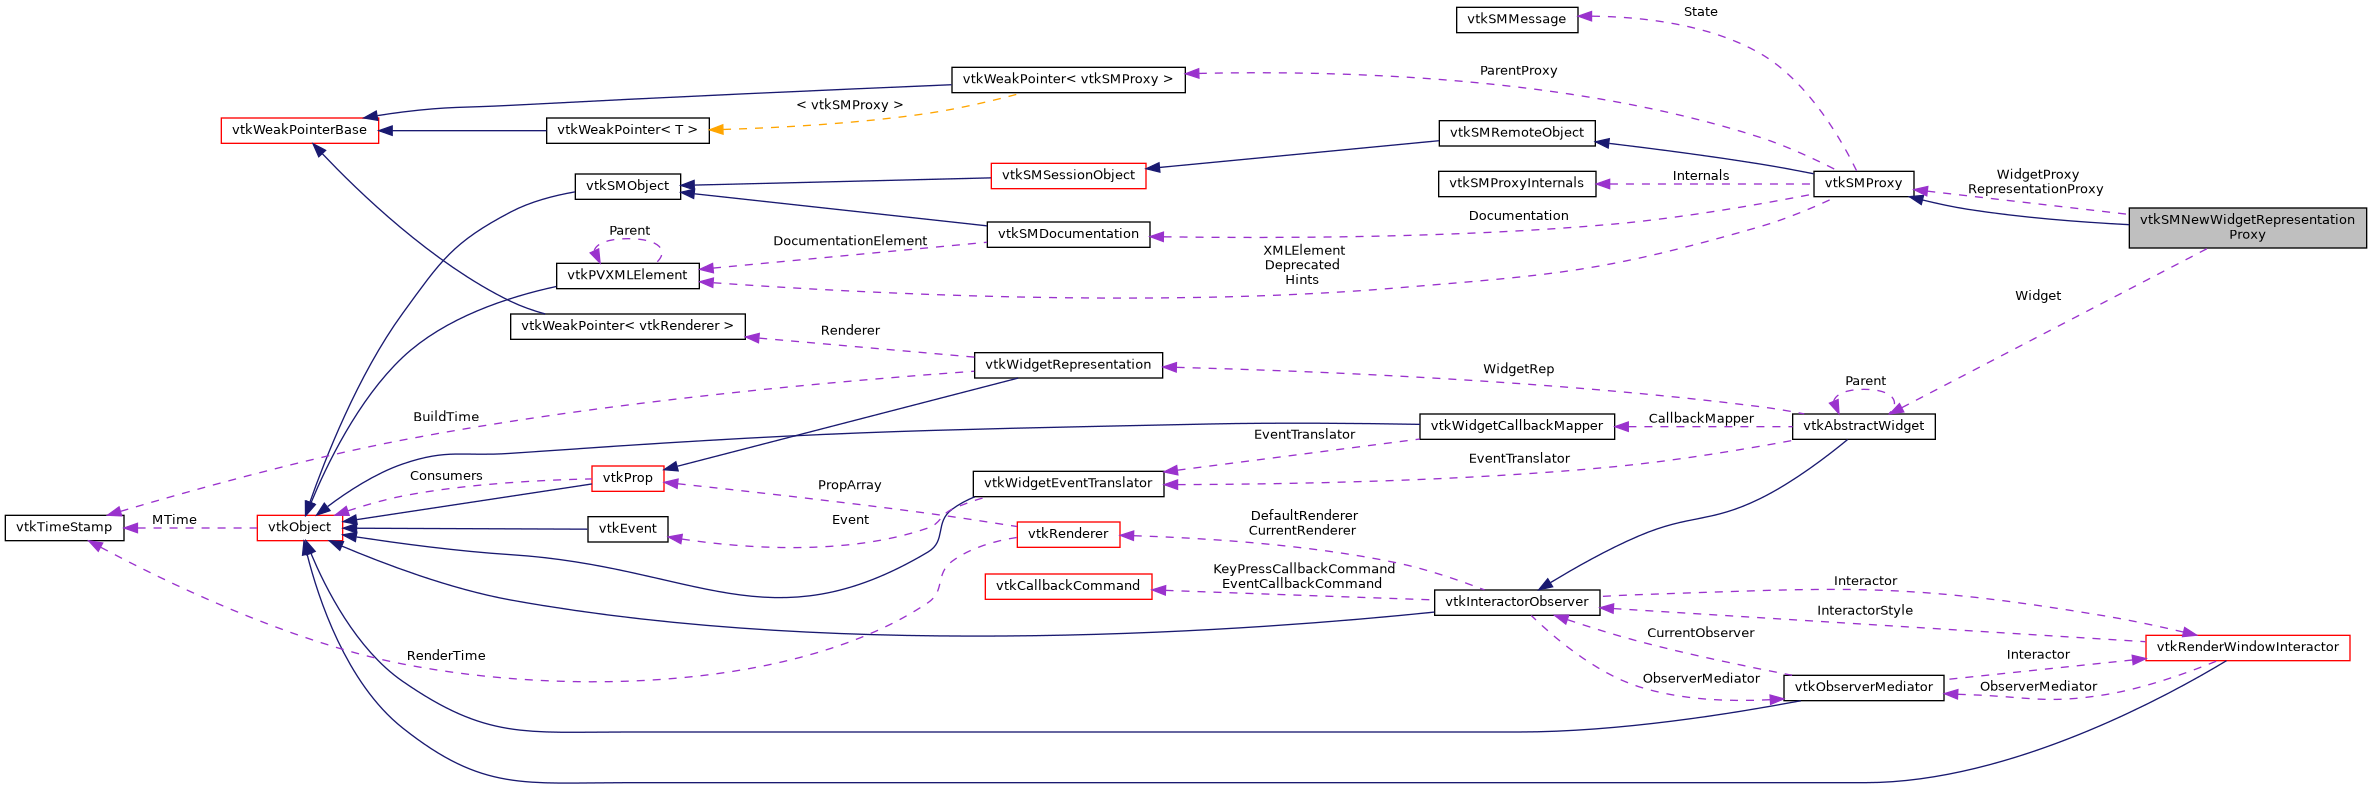 State
vtkSMMessage
ParentProxy
vtkWeakPointer< vtkSMProxy >
< vtkSMProxy >
vtkWeakPointerBase
vtkWeakPointer< T >
vtkSMRemoteObject
vtkSMSessionObject
vtkSMObject
vtkSMProxyInternals
Internals
vtkSMProxy
WidgetProxy
RepresentationProxy
vtkSMNewWidgetRepresentation
Proxy
Documentation
vtkSMDocumentation
Parent
DocumentationElement
vtkPVXMLElement
XMLElement
Deprecated
Hints
Widget
vtkWeakPointer< vtkRenderer >
Renderer
vtkWidgetRepresentation
WidgetRep
Parent
BuildTime
CallbackMapper
vtkWidgetCallbackMapper
vtkAbstractWidget
EventTranslator
EventTranslator
Consumers
vtkProp
PropArray
vtkWidgetEventTranslator
vtkTimeStamp
MTime
vtkObject
vtkEvent
Event
vtkRenderer
DefaultRenderer
CurrentRenderer
KeyPressCallbackCommand
EventCallbackCommand
vtkCallbackCommand
vtkInteractorObserver
Interactor
InteractorStyle
CurrentObserver
vtkRenderWindowInteractor
RenderTime
Interactor
ObserverMediator
vtkObserverMediator
ObserverMediator